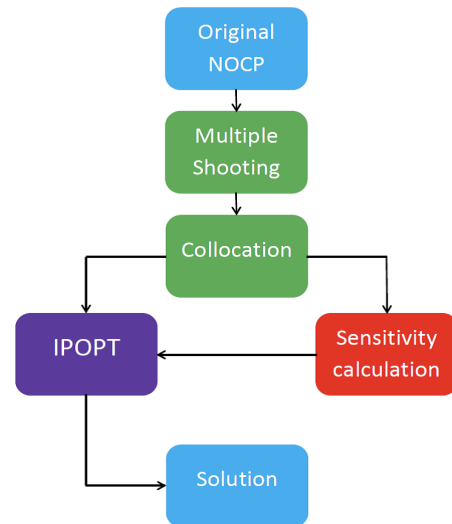 Original
NOCP
Multiple
Shooting
Collocation
IPOPT
Sensitivity
calculation
Solution